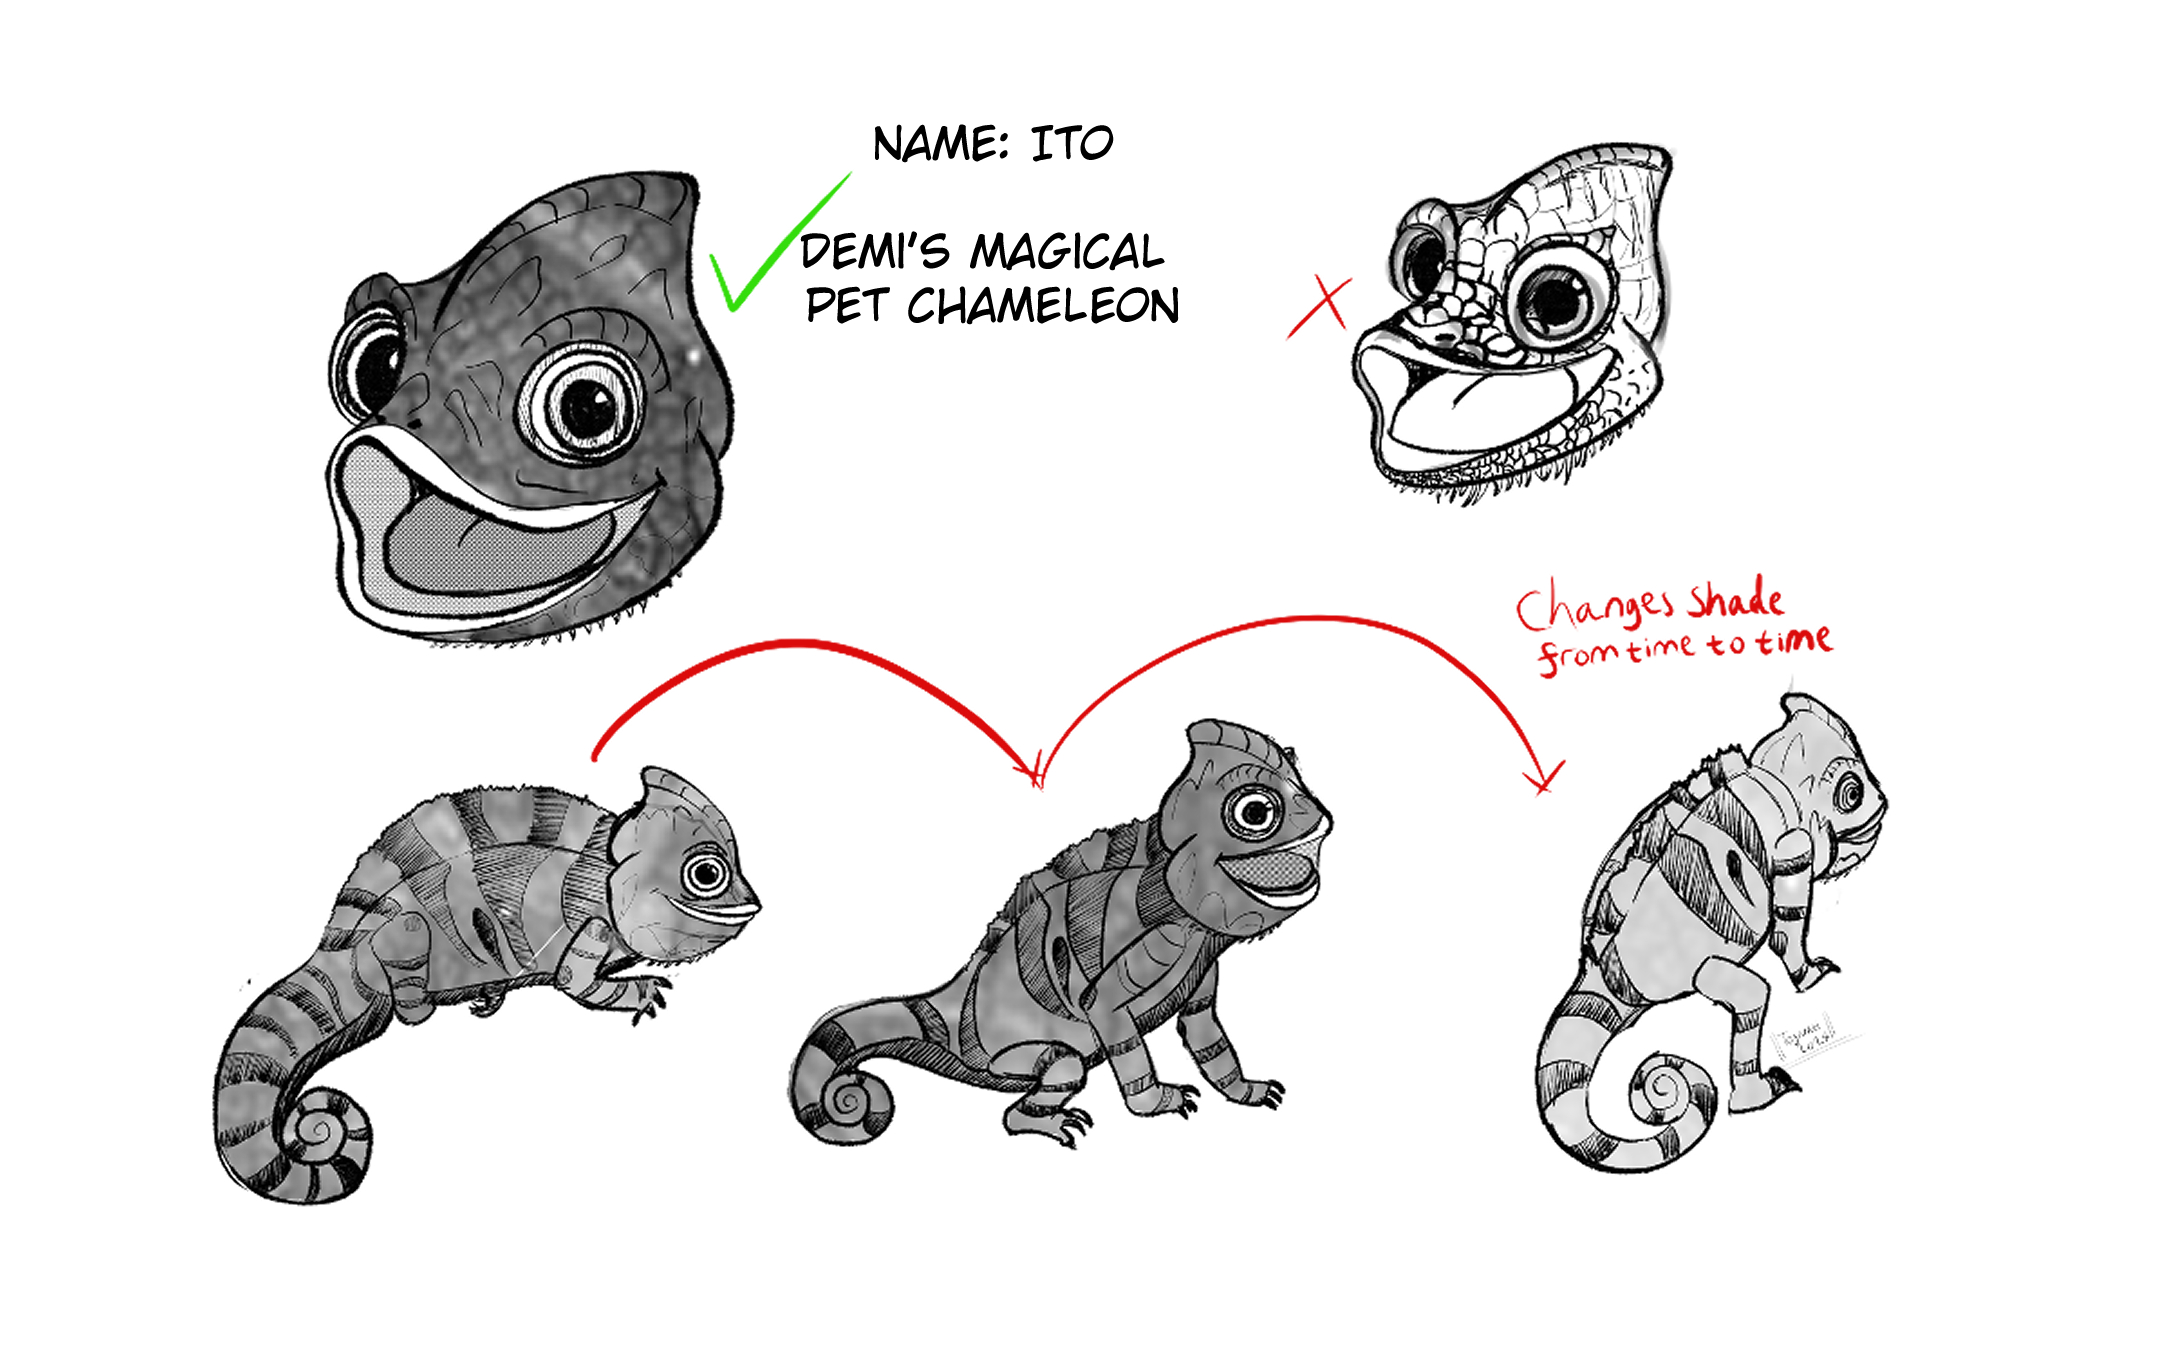 NAME: ITO
DEMI'S MAGICAL
PET CHAMELEON
Changes shade
from time to time